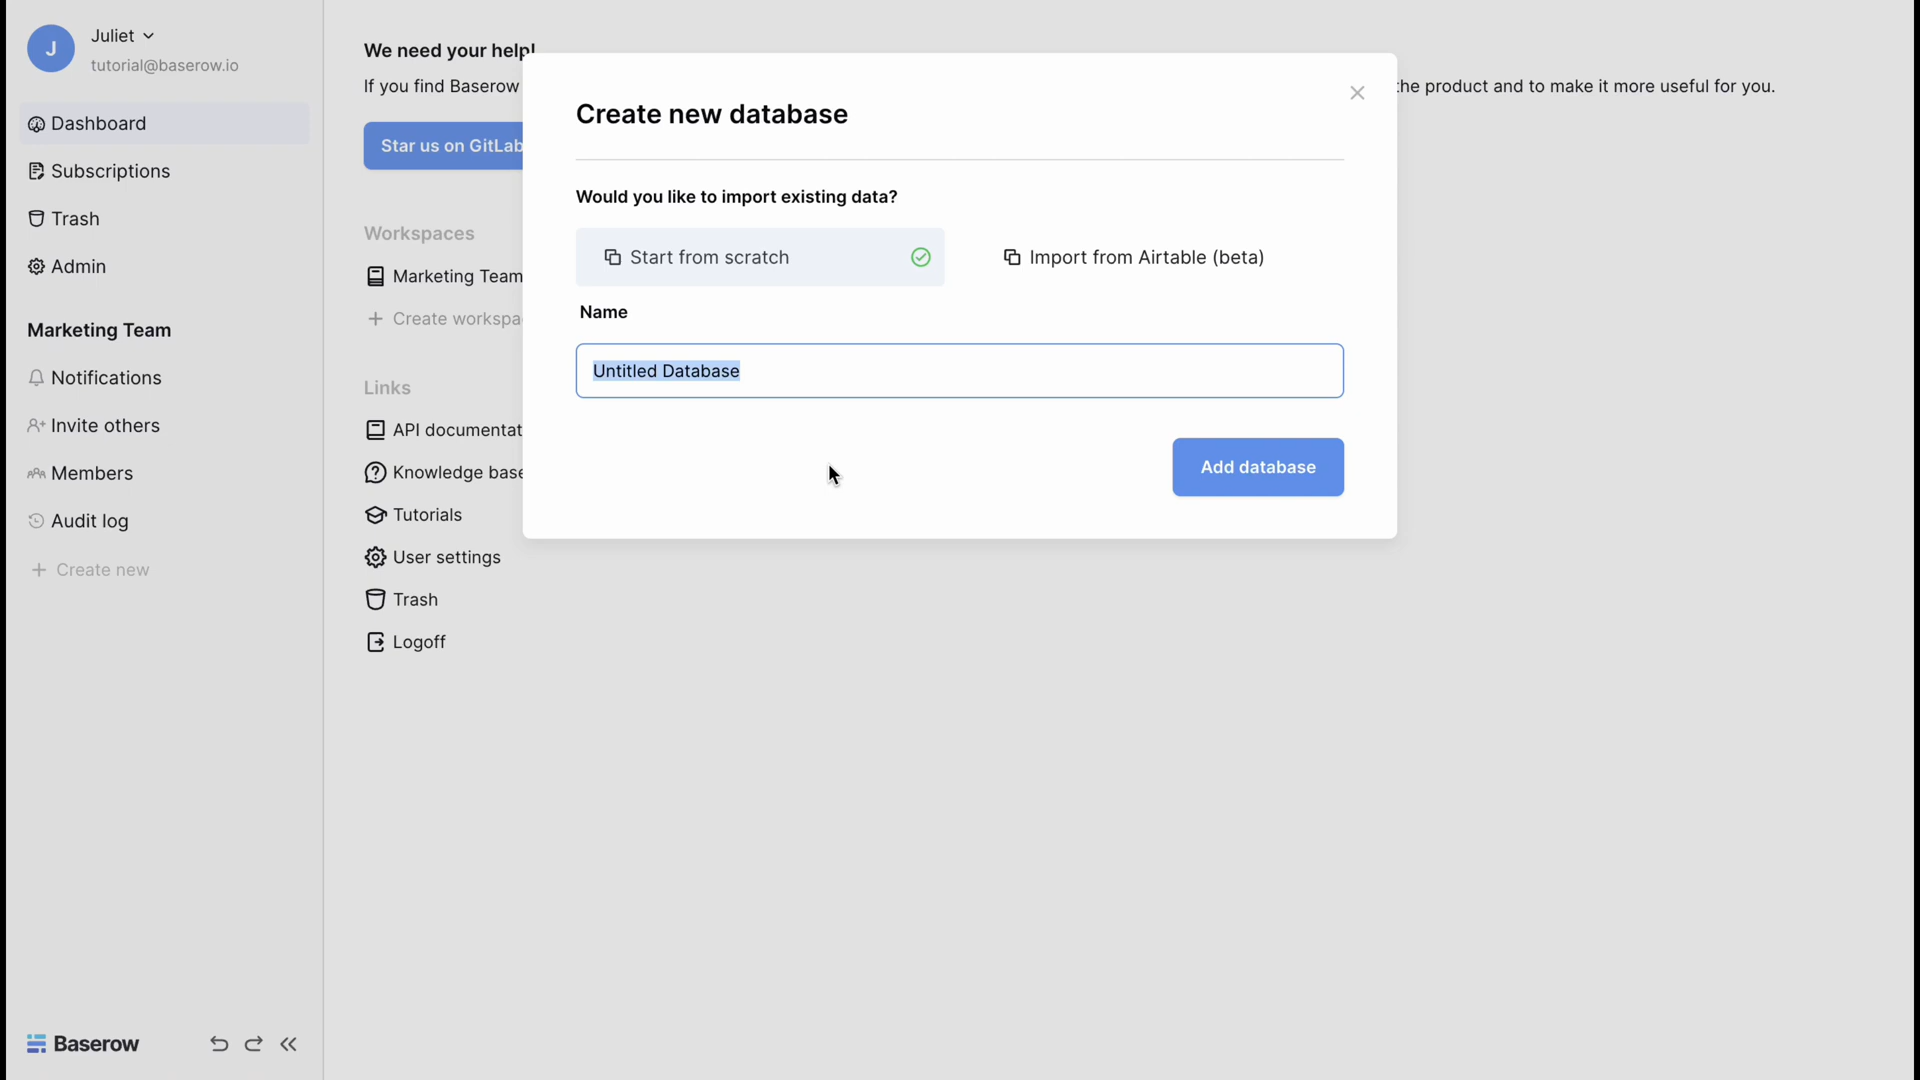 J
Juliet
tutorial@baserow.io
Dashboard
Subscriptions
Trash
Admin
Marketing Team
Notifications
Invite others
Members
Audit log
+ Create new
Baserow
We need your help!
If you find Baserow
the product and to make it more useful for you.
Star us on GitLab
Workspaces
Marketing Team
+ Create workspa
Links
API documentat
Knowledge base
Tutorials
User settings
Trash
Logoff
Create new database
Would you like to import existing data?
Start from scratch
Import from Airtable (beta)
Name
Untitled Database
Add database